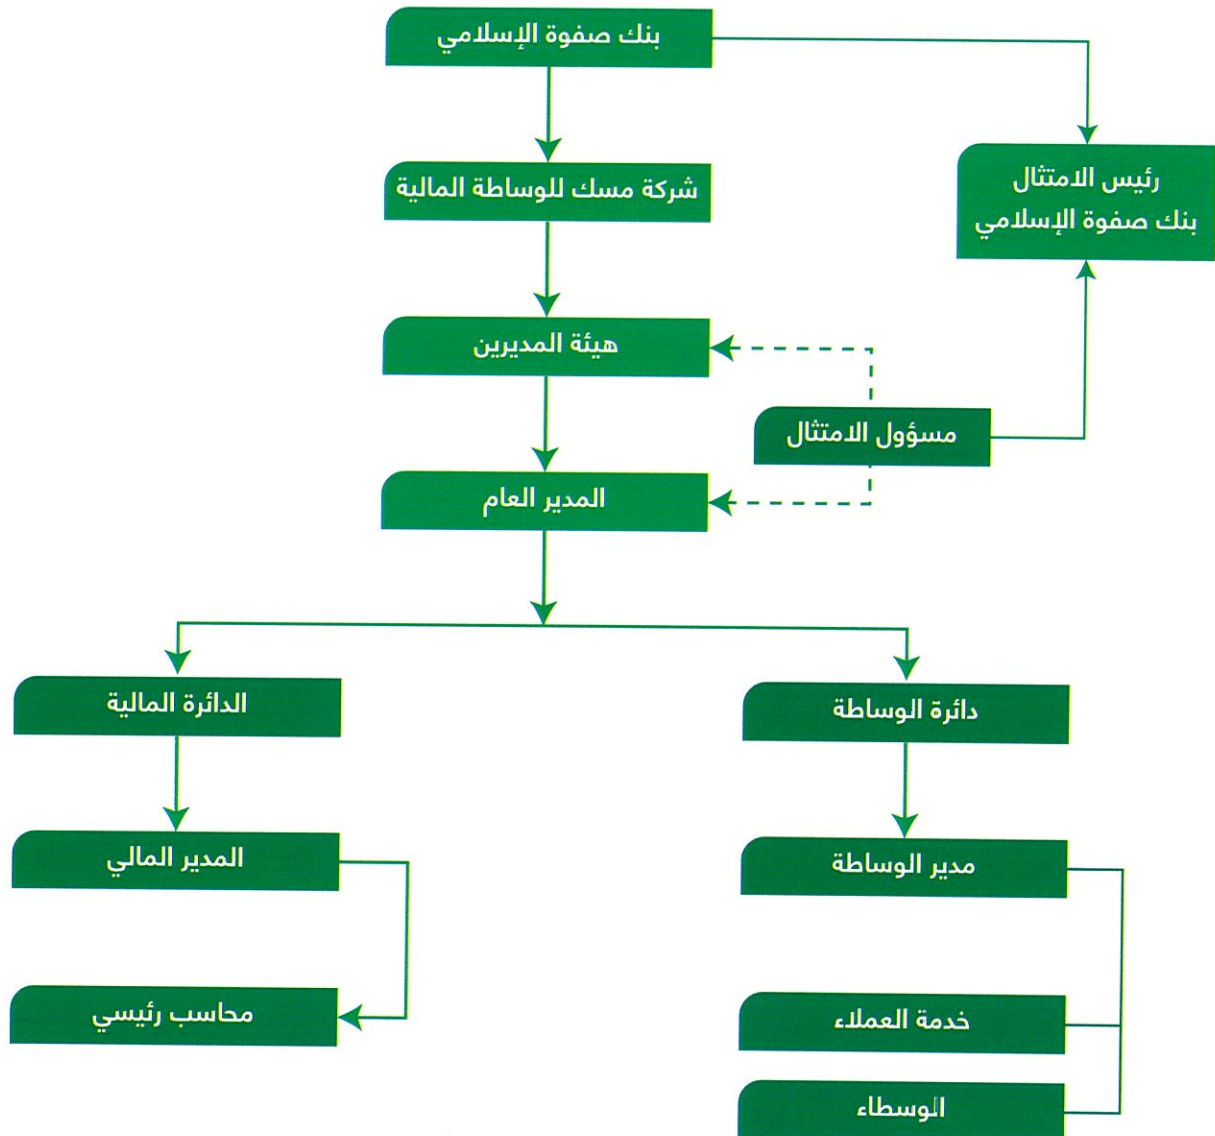 بنك صفوة الإسلامي
شركة مسك للوساطة المالية
رئيس الامتثال
بنك صفوة الإسلامي
هيئة المديرين
مسؤول الامتثال
المدير العام
دائرة الوساطة
الدائرة المالية
مدير الوساطة
المدير المالي
خدمة العملاء
محاسب رئيسي
الوسطاء